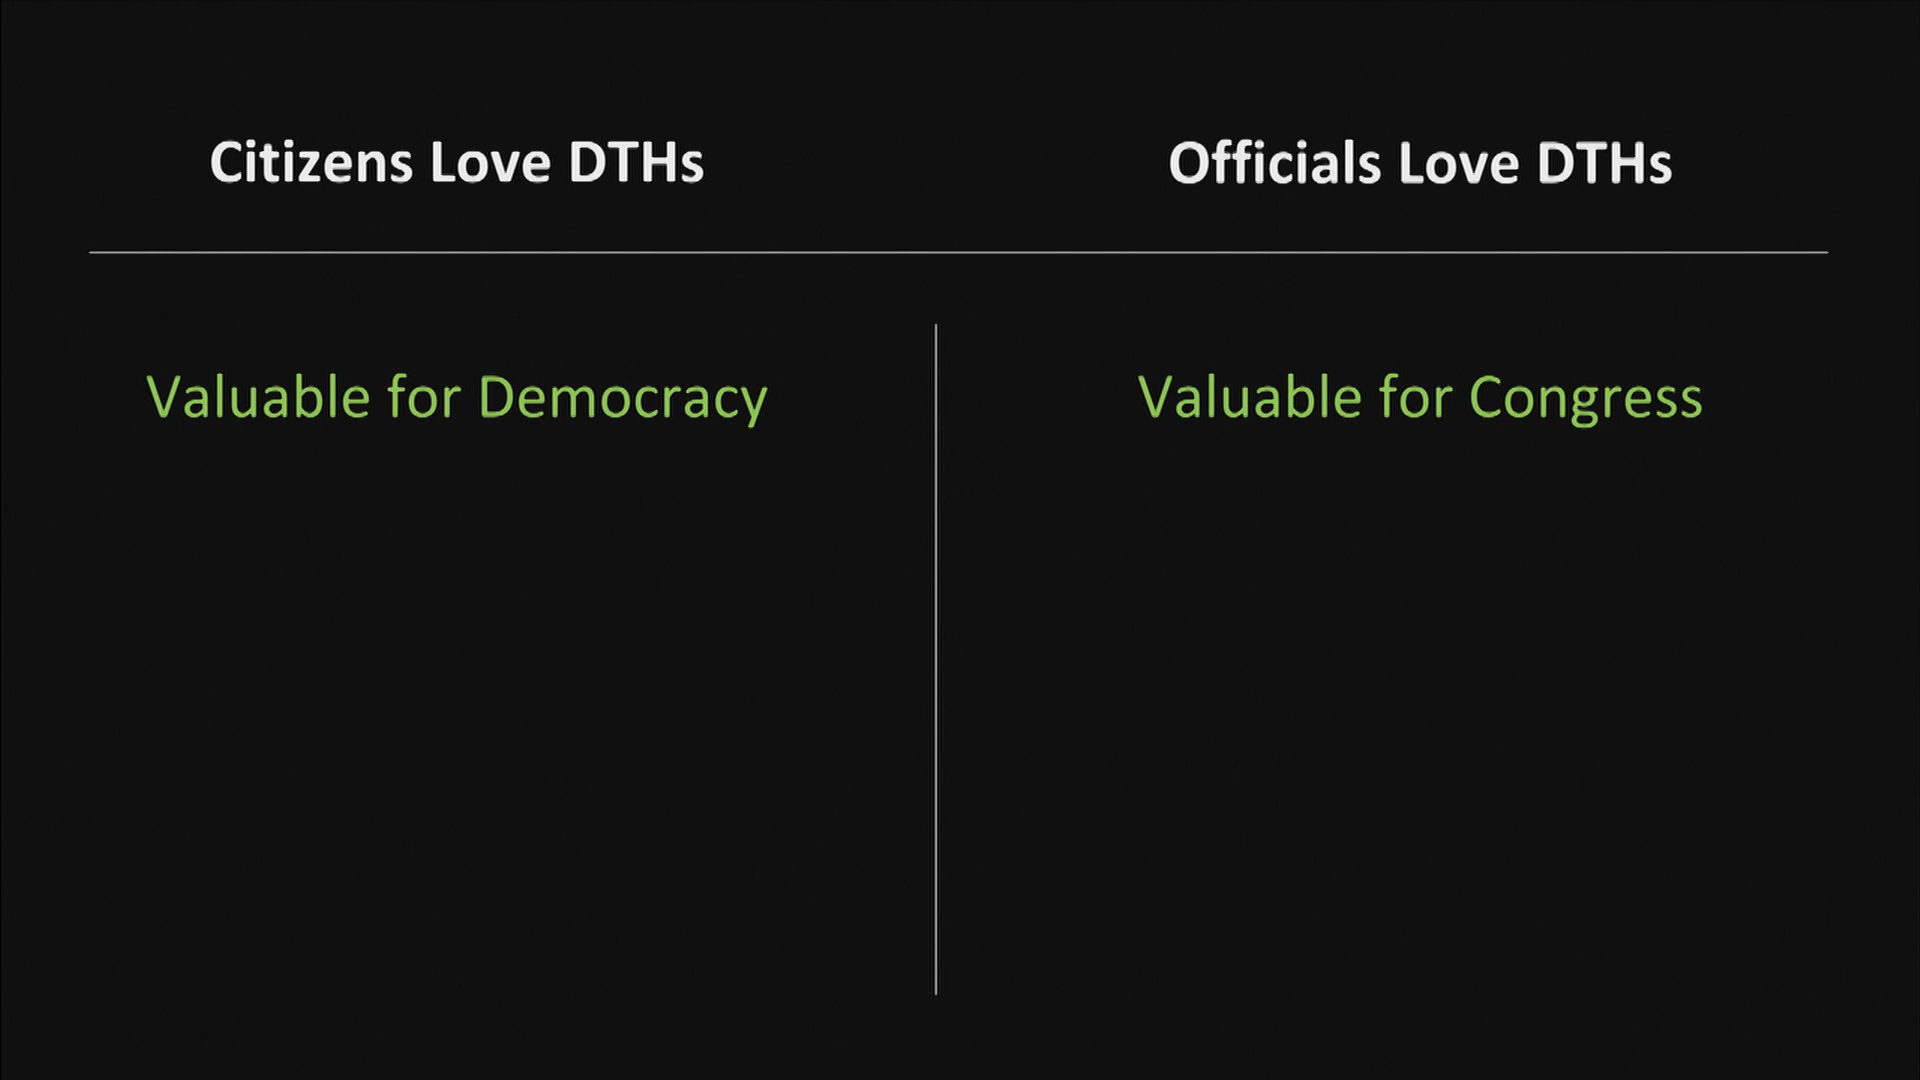 Citizens Love DTHs
Officials Love DTHs
Valuable for Democracy
Valuable for Congress